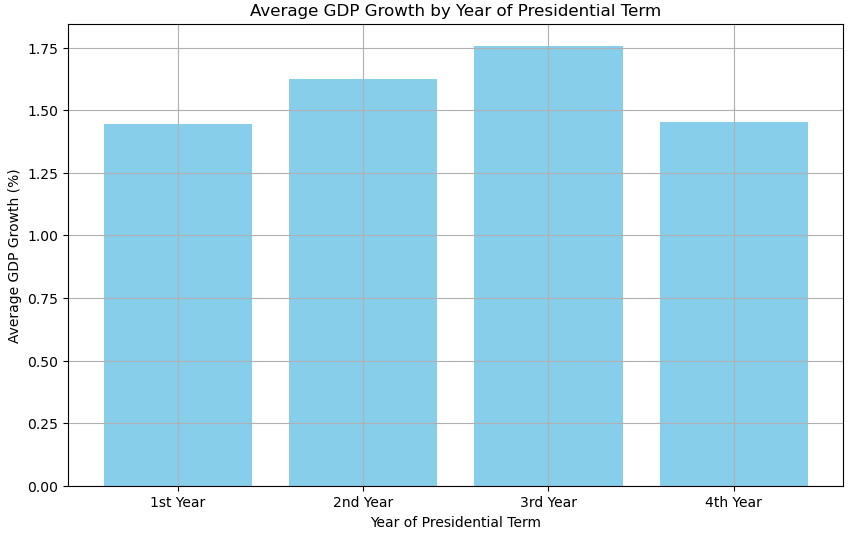 Average GDP Growth by Year of Presidential Term
Average GDP Growth (%)
1.75
1.50
1.25
1.00
0.75
0.50
0.25
0.00
1st Year
2nd Year
3rd Year
4th Year
Year of Presidential Term